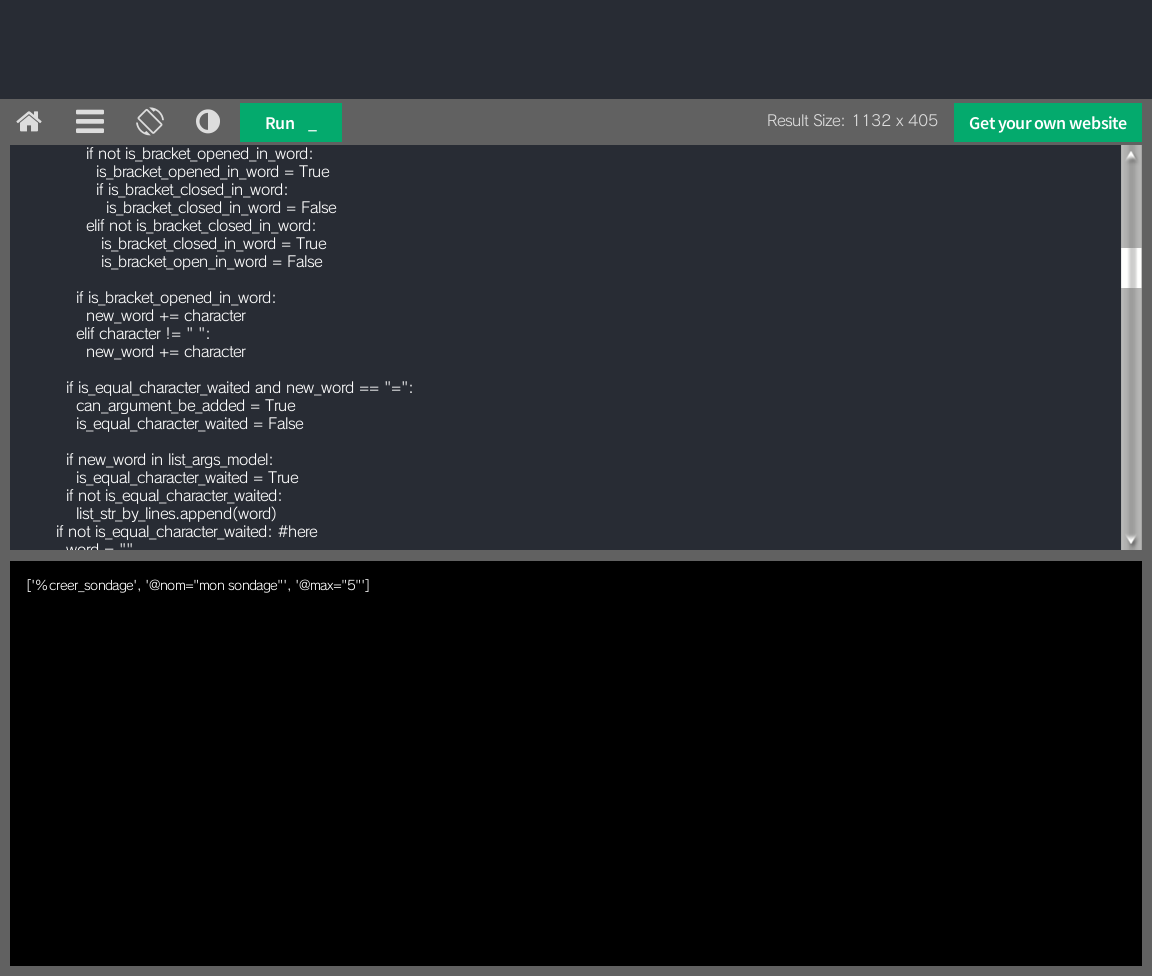 Run _
Result Size: 1132 x 405
Get your own website
if not is_bracket_opened_in_word:
is_bracket_opened_in_word = True
if is_bracket_closed_in_word:
is_bracket_closed_in_word = False
elif not is_bracket_closed_in_word:
is_bracket_closed_in_word = True
is_bracket_open_in_word = False
if is_bracket_opened_in_word:
new_word += character
elif character != " ":
new_word += character
if is_equal_character_waited and new_word == "=":
can_argument_be_added = True
is_equal_character_waited = False
if new_word in list_args_model:
is_equal_character_waited = True
if not is_equal_character_waited:
list_str_by_lines.append(word)
if not is_equal_character_waited: #here
word = ""
['%creer_sondage', '@nom="mon sondage"', '@max="5"']